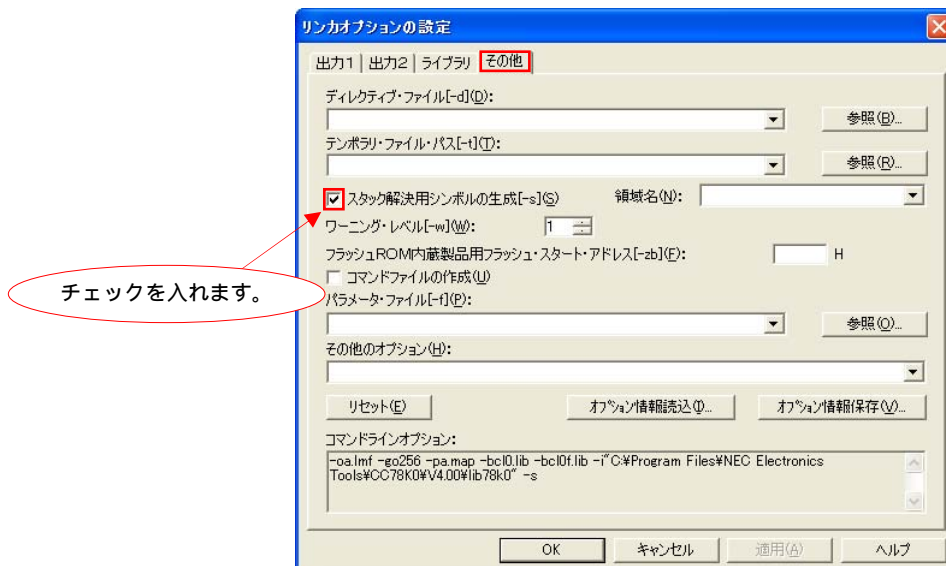 リンカオプションの設定
出力1 出力2 ライブラリ その他
ディレクティブ・ファイル[-d](D):
参照(B)...
テンポラリ・ファイル・パス[-t](T):
参照(R)...
スタック解決用シンボルの生成[-s](S) 領域名(N):
ワーニング・レベル[-w](W): 1
フラッシュROM内蔵製品用フラッシュ・スタート・アドレス[-zb](F): H
コマンドファイルの作成(U)
チェックを入れます。
パラメータ・ファイル[-f](P):
参照(O)...
その他のオプション(H):
リセット(E) オプション情報読込(I)... オプション情報保存(V)...
コマンドラインオプション:
-oa.lmf -go256 -pa.map -bcl0.lib -bcl0f.lib -i"C:¥Program Files¥NEC Electronics
Tools¥CC78K0¥V4.00¥lib78k0" -s
OK キャンセル 適用(A) ヘルプ